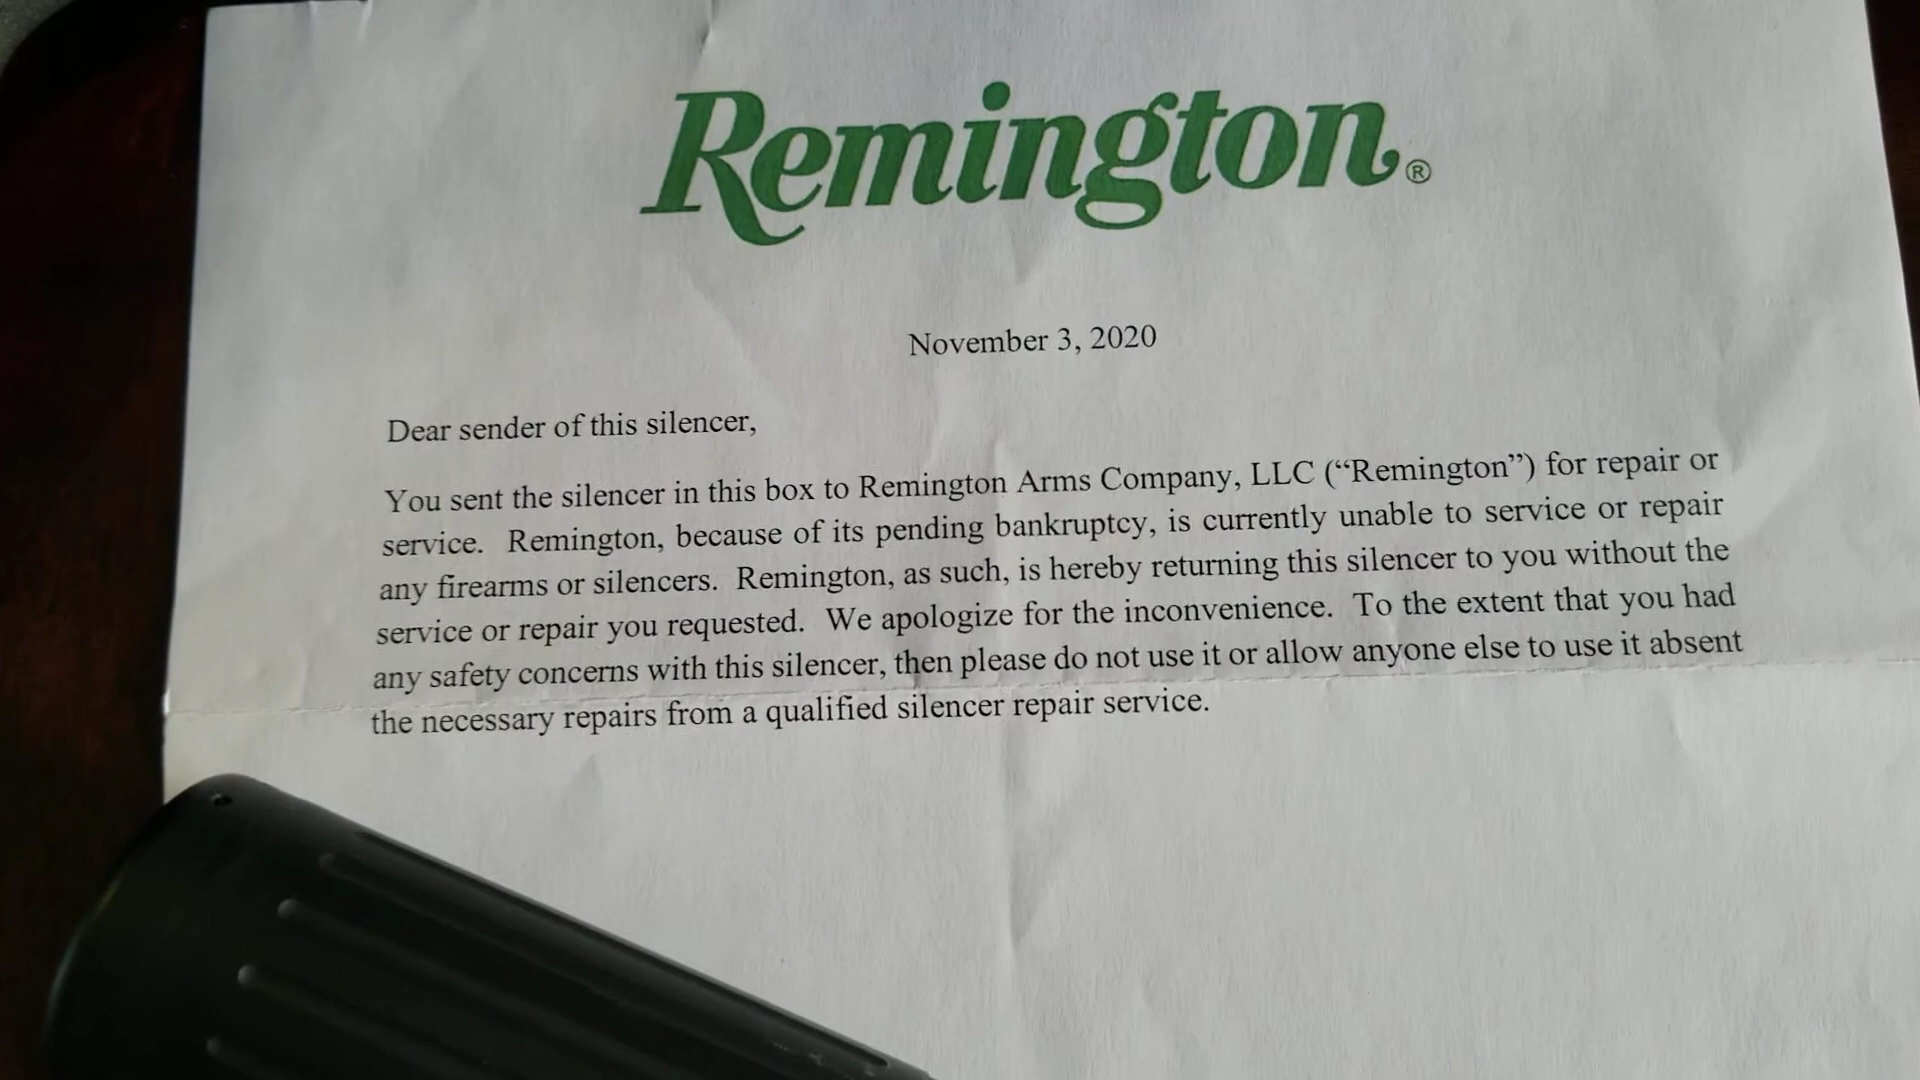 Remington®
November 3, 2020
Dear sender of this silencer,
You sent the silencer in this box to Remington Arms Company, LLC (“Remington”) for repair or
service. Remington, because of its pending bankruptcy, is currently unable to service or repair
any firearms or silencers. Remington, as such, is hereby returning this silencer to you without the
service or repair you requested. We apologize for the inconvenience. To the extent that you had
any safety concerns with this silencer, then please do not use it or allow anyone else to use it absent
the necessary repairs from a qualified silencer repair service.